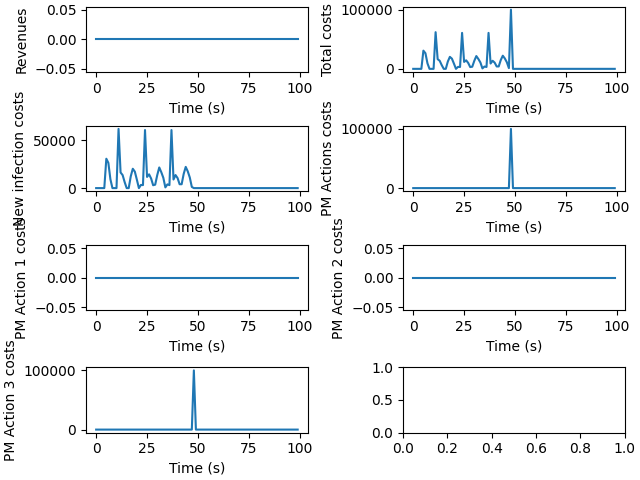 Revenues
0.05
0.00
−0.05
0 25 50 75 100
Time (s)
Total costs
100000
0
0 25 50 75 100
Time (s)
New infection costs
50000
0
0 25 50 75 100
Time (s)
PM Actions costs
100000
0
0 25 50 75 100
Time (s)
PM Action 1 costs
0.05
0.00
−0.05
0 25 50 75 100
Time (s)
PM Action 2 costs
0.05
0.00
−0.05
0 25 50 75 100
Time (s)
PM Action 3 costs
100000
0
0 25 50 75 100
Time (s)
1.0
0.5
0.0
0.0 0.2 0.4 0.6 0.8 1.0